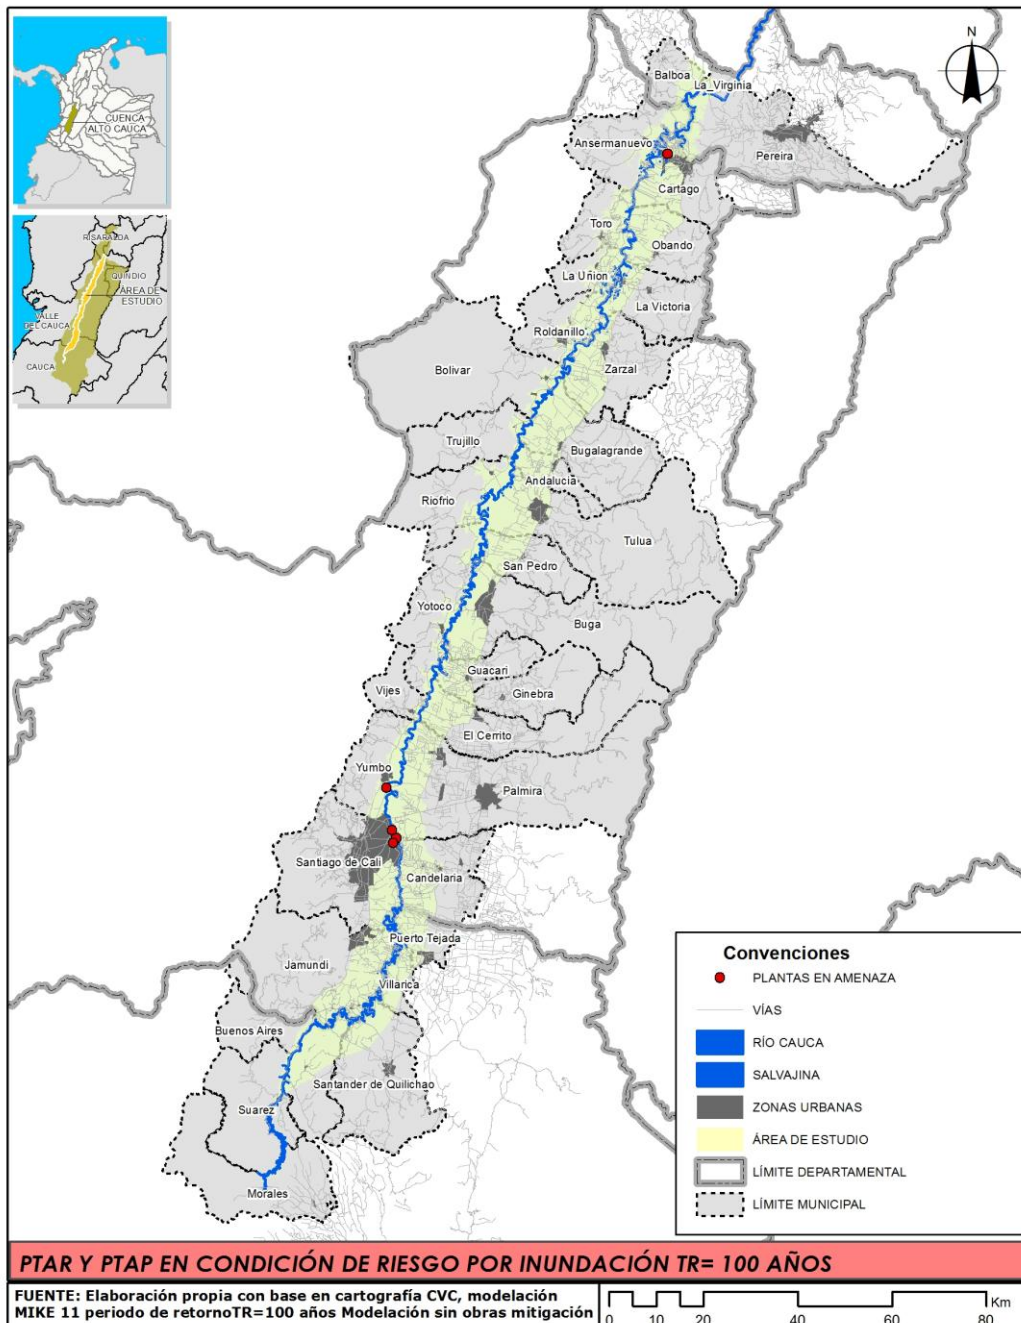 CUENCA
ALTO CAUCA
RISARALDA
QUINDIO
ÁREA DE
ESTUDIO
VALLE
DEL CAUCA
CAUCA
N
Balboa
La_Virginia
Ansermanuevo
Pereira
Cartago
Toro
Obando
La Uñion
La Victoria
Roldanillo
Bolivar
Zarzal
Trujillo
Bugalagrande
Andalucia
Riofrio
Tulua
San Pedro
Yotoco
Buga
Guacari
Vijes
Ginebra
El Cerrito
Yumbo
Palmira
Santiago de Cali
Candelaria
Puerto Tejada
Jamundi
Villarica
Buenos Aires
Santander de Quilichao
Suarez
Morales
Convenciones
PLANTAS EN AMENAZA
VÍAS
RÍO CAUCA
SALVAJINA
ZONAS URBANAS
ÁREA DE ESTUDIO
LÍMITE DEPARTAMENTAL
LÍMITE MUNICIPAL
PTAR Y PTAP EN CONDICIÓN DE RIESGO POR INUNDACIÓN TR= 100 AÑOS
FUENTE: Elaboración propia con base en cartografía CVC, modelación
MIKE 11 periodo de retornoTR=100 años Modelación sin obras mitigación
Km
0 10 20 40 60 80